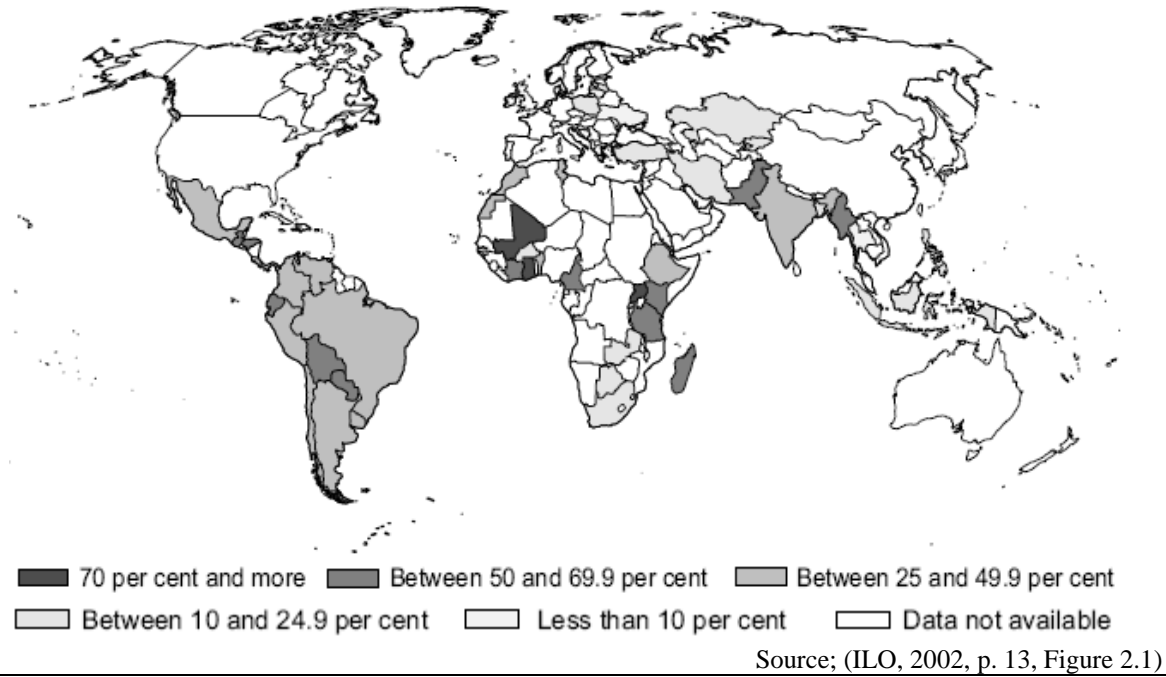 70 per cent and more Between 50 and 69.9 per cent Between 25 and 49.9 per cent
Between 10 and 24.9 per cent Less than 10 per cent Data not available
Source; (ILO, 2002, p. 13, Figure 2.1)